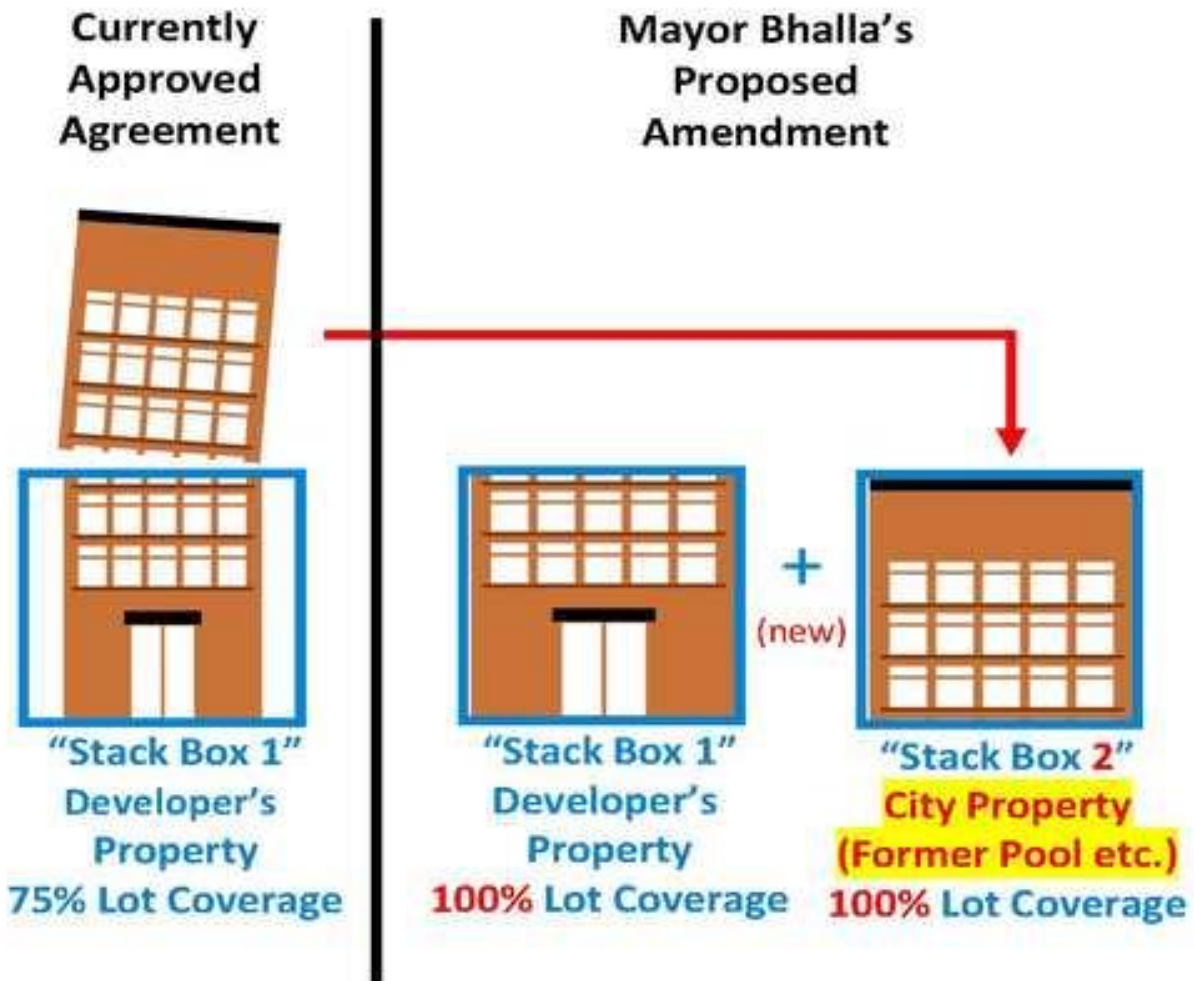 Currently
Approved
Agreement
Mayor Bhalla’s
Proposed
Amendment
“Stack Box 1”
Developer’s
Property
75% Lot Coverage
“Stack Box 1”
Developer’s
Property
100% Lot Coverage
+
(new)
“Stack Box 2”
City Property
(Former Pool etc.)
100% Lot Coverage